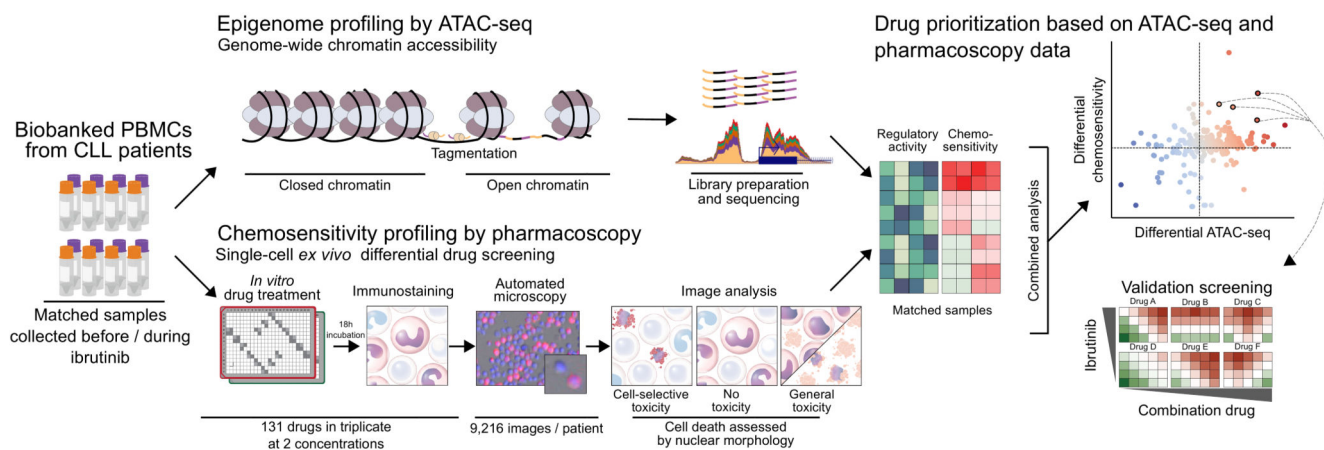 Epigenome profiling by ATAC-seq
Genome-wide chromatin accessibility
Drug prioritization based on ATAC-seq and
pharmacoscopy data
Biobanked PBMCs
from CLL patients
Matched samples
collected before / during
ibrutinib
Tagmentation
Closed chromatin
Open chromatin
Library preparation
and sequencing
Chemosensitivity profiling by pharmacoscopy
Single-cell ex vivo differential drug screening
In vitro
drug treatment
18h
incubation
Immunostaining
Automated
microscopy
Image analysis
Cell-selective
toxicity
No
toxicity
General
toxicity
131 drugs in triplicate
at 2 concentrations
9,216 images / patient
Cell death assessed
by nuclear morphology
Regulatory
activity
Chemo-
sensitivity
Matched samples
Combined analysis
Differential
chemosensitivity
Differential ATAC-seq
Validation screening
Drug A
Drug B
Drug C
Drug D
Drug E
Drug F
Ibrutinib
Combination drug